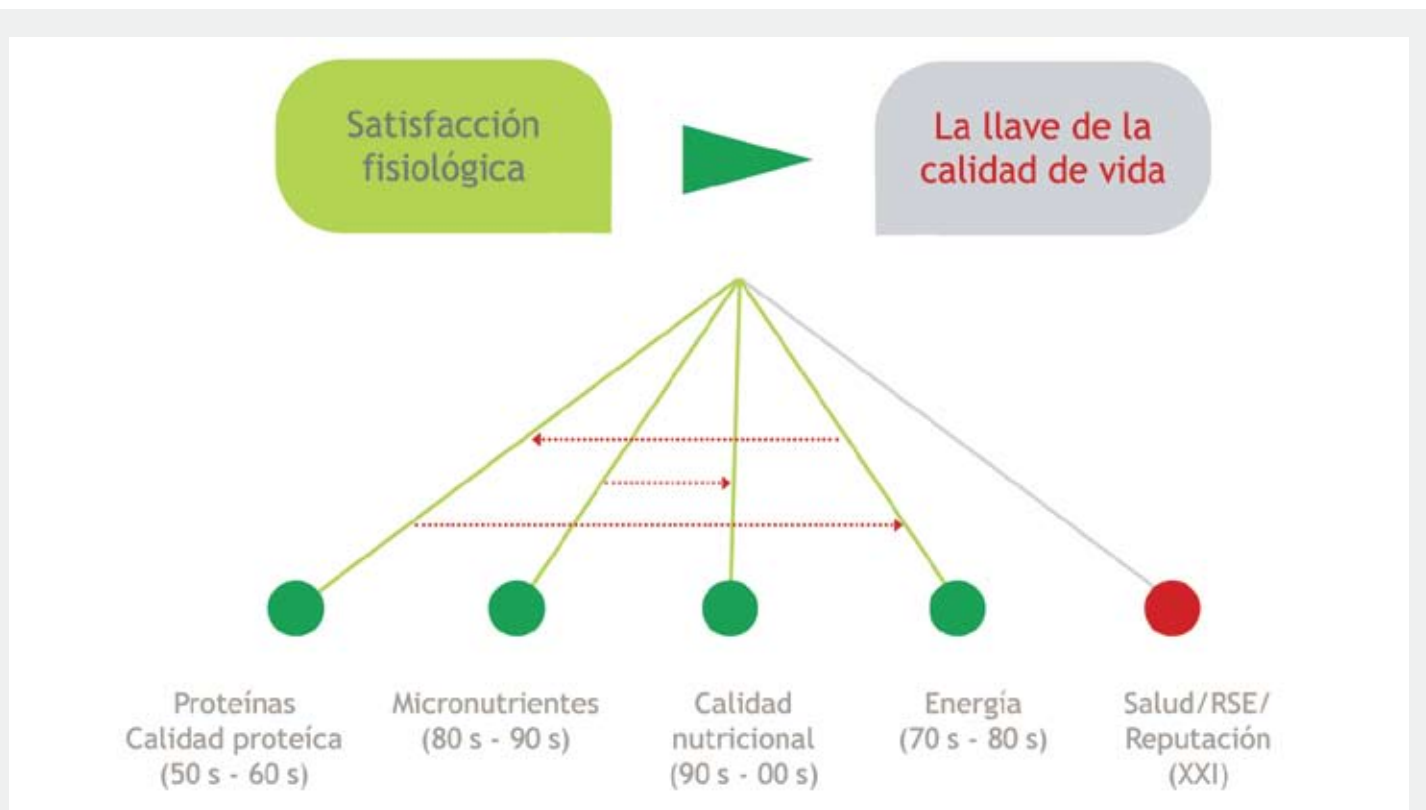 Satisfacción
fisiológica
La llave de la
calidad de vida
Proteínas
Calidad proteíca
(50 s - 60 s)
Micronutrientes
(80 s - 90 s)
Calidad
nutricional
(90 s - 00 s)
Energía
(70 s - 80 s)
Salud/RSE/
Reputación
(XXI)